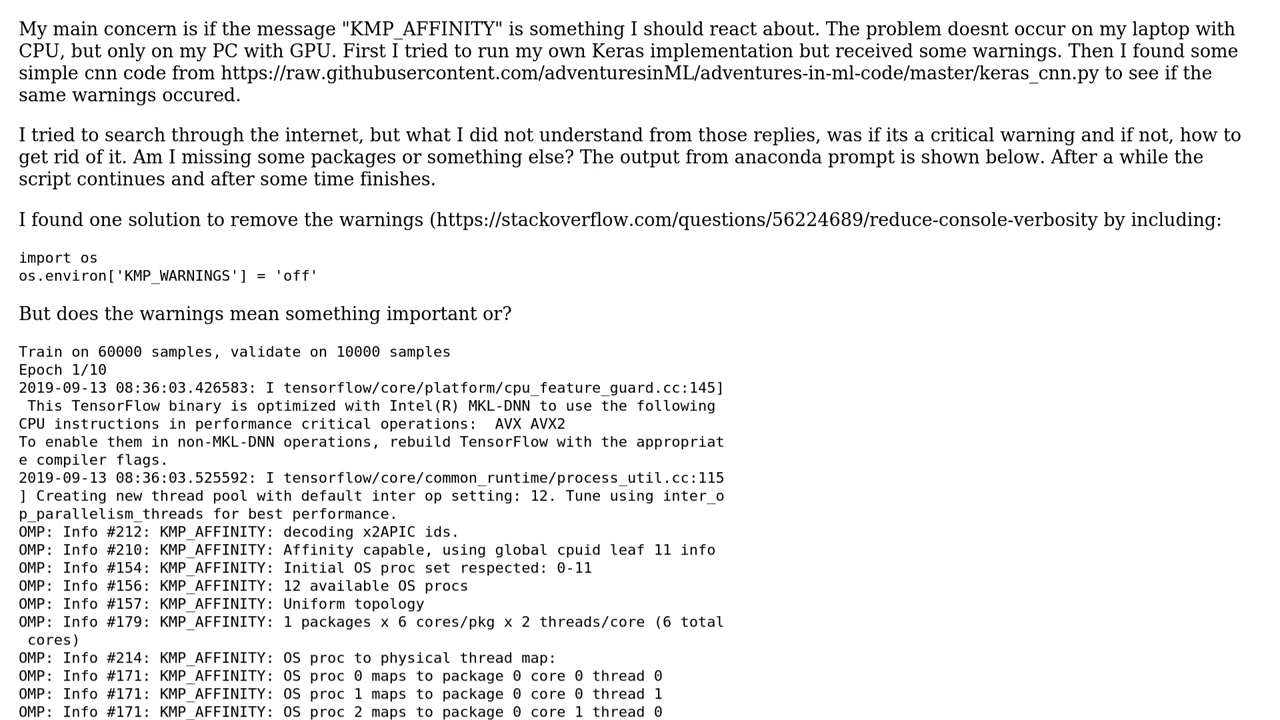 My main concern is if the message "KMP_AFFINITY" is something I should react about. The problem doesnt occur on my laptop with
CPU, but only on my PC with GPU. First I tried to run my own Keras implementation but received some warnings. Then I found some
simple cnn code from https://raw.githubusercontent.com/adventuresinML/adventures-in-ml-code/master/keras_cnn.py to see if the
same warnings occured.
I tried to search through the internet, but what I did not understand from those replies, was if its a critical warning and if not, how to
get rid of it. Am I missing some packages or something else? The output from anaconda prompt is shown below. After a while the
script continues and after some time finishes.
I found one solution to remove the warnings (https://stackoverflow.com/questions/56224689/reduce-console-verbosity by including:
import os
os.environ['KMP_WARNINGS'] = 'off'
But does the warnings mean something important or?
Train on 60000 samples, validate on 10000 samples
Epoch 1/10
2019-09-13 08:36:03.426583: I tensorflow/core/platform/cpu_feature_guard.cc:145]
 This TensorFlow binary is optimized with Intel(R) MKL-DNN to use the following
CPU instructions in performance critical operations:  AVX AVX2
To enable them in non-MKL-DNN operations, rebuild TensorFlow with the appropriat
e compiler flags.
2019-09-13 08:36:03.525592: I tensorflow/core/common_runtime/process_util.cc:115
] Creating new thread pool with default inter op setting: 12. Tune using inter_o
p_parallelism_threads for best performance.
OMP: Info #212: KMP_AFFINITY: decoding x2APIC ids.
OMP: Info #210: KMP_AFFINITY: Affinity capable, using global cpuid leaf 11 info
OMP: Info #154: KMP_AFFINITY: Initial OS proc set respected: 0-11
OMP: Info #156: KMP_AFFINITY: 12 available OS procs
OMP: Info #157: KMP_AFFINITY: Uniform topology
OMP: Info #179: KMP_AFFINITY: 1 packages x 6 cores/pkg x 2 threads/core (6 total
 cores)
OMP: Info #214: KMP_AFFINITY: OS proc to physical thread map:
OMP: Info #171: KMP_AFFINITY: OS proc 0 maps to package 0 core 0 thread 0
OMP: Info #171: KMP_AFFINITY: OS proc 1 maps to package 0 core 0 thread 1
OMP: Info #171: KMP_AFFINITY: OS proc 2 maps to package 0 core 1 thread 0